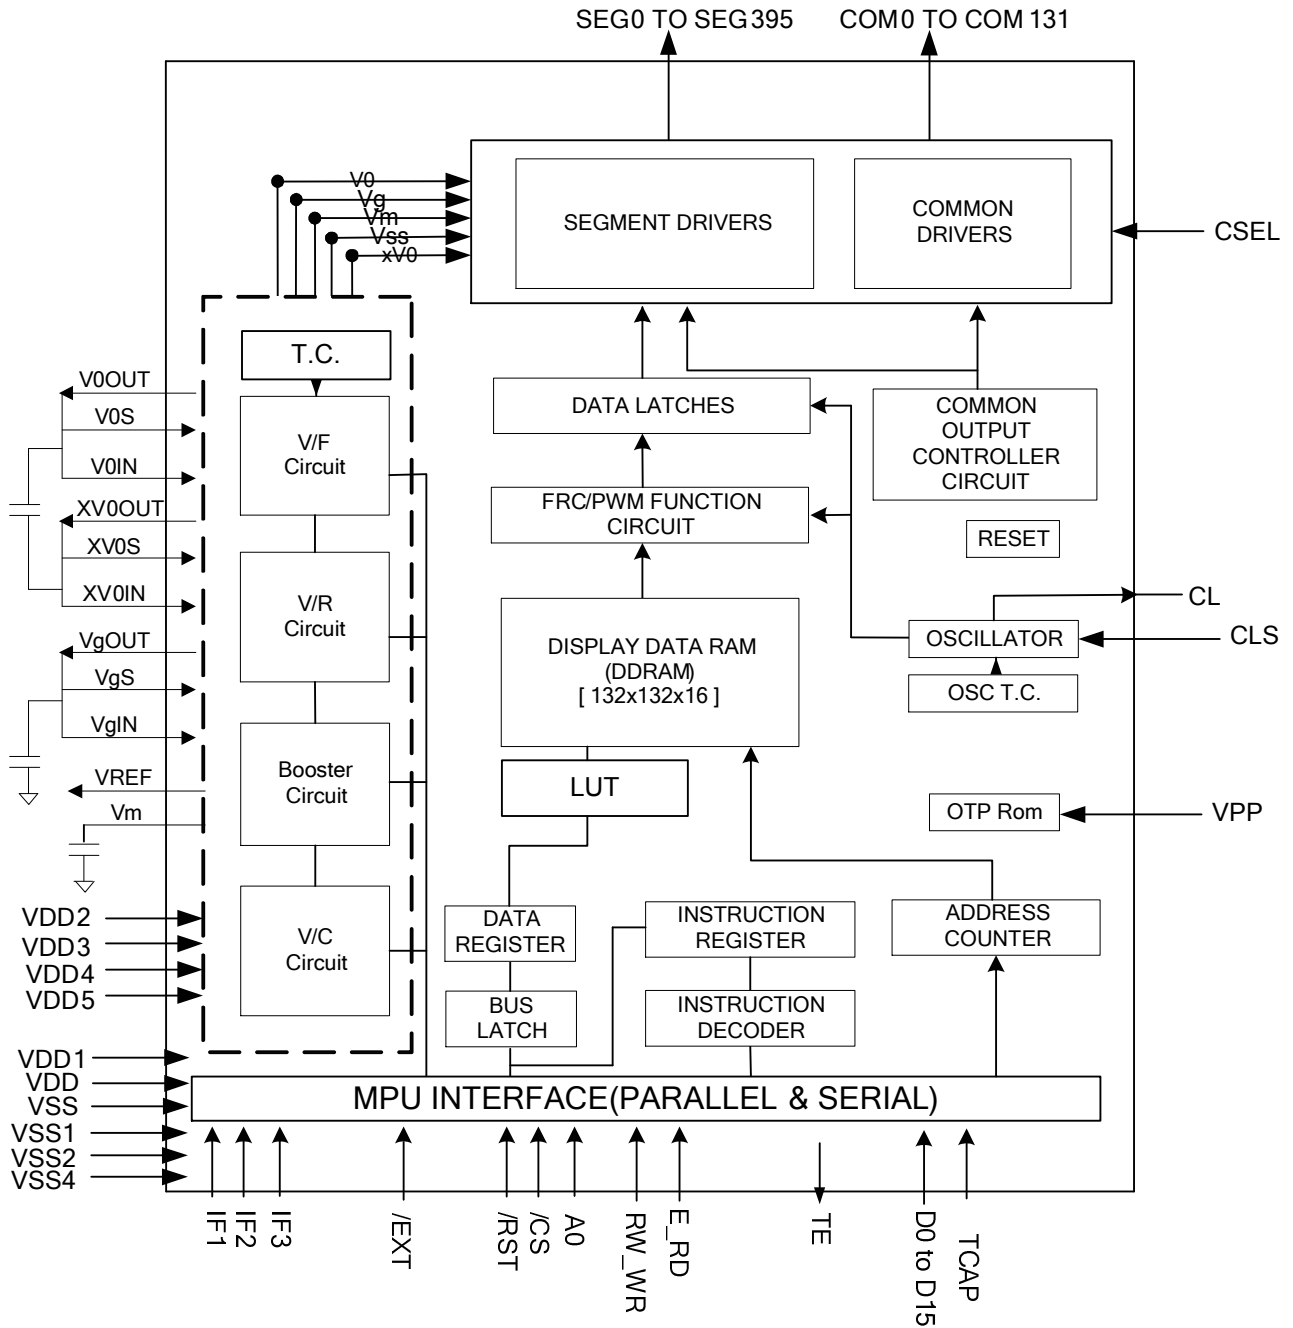 SEG0 TO SEG395
COM0 TO COM131
V0
Vg
Vm
Vss
xV0
SEGMENT DRIVERS
COMMON
DRIVERS
CSEL
T.C.
V/F
Circuit
V/R
Circuit
Booster
Circuit
V/C
Circuit
V0OUT
V0S
V0IN
XV0OUT
XV0S
XV0IN
VgOUT
VgS
VgIN
VREF
Vm
VDD2
VDD3
VDD4
VDD5
VDD1
VDD
VSS
VSS1
VSS2
VSS4
DATA LATCHES
COMMON
OUTPUT
CONTROLLER
CIRCUIT
FRC/PWM FUNCTION
CIRCUIT
RESET
CL
DISPLAY DATA RAM
(DDRAM)
[ 132x132x16 ]
OSCILLATOR
CLS
OSC T.C.
LUT
OTP Rom
VPP
DATA
REGISTER
INSTRUCTION
REGISTER
ADDRESS
COUNTER
BUS
LATCH
INSTRUCTION
DECODER
MPU INTERFACE(PARALLEL & SERIAL)
IF1
IF2
IF3
/EXT
/RST
/CS
A0
RW_WR
E_RD
TE
D0 to D15
TCAP